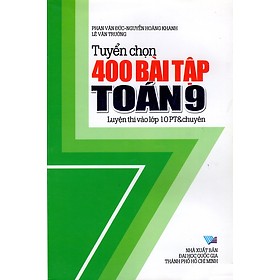 PHAN VĂN ĐỨC-NGUYỄN HOÀNG KHANH
LÊ VĂN THƯỜNG
Tuyển chọn
400 BÀI TẬP
TOÁN 9
Luyện thi vào lớp 10 PT&chuyên
NHÀ XUẤT BẢN
ĐẠI HỌC QUỐC GIA
THÀNH PHỐ HỒ CHÍ MINH